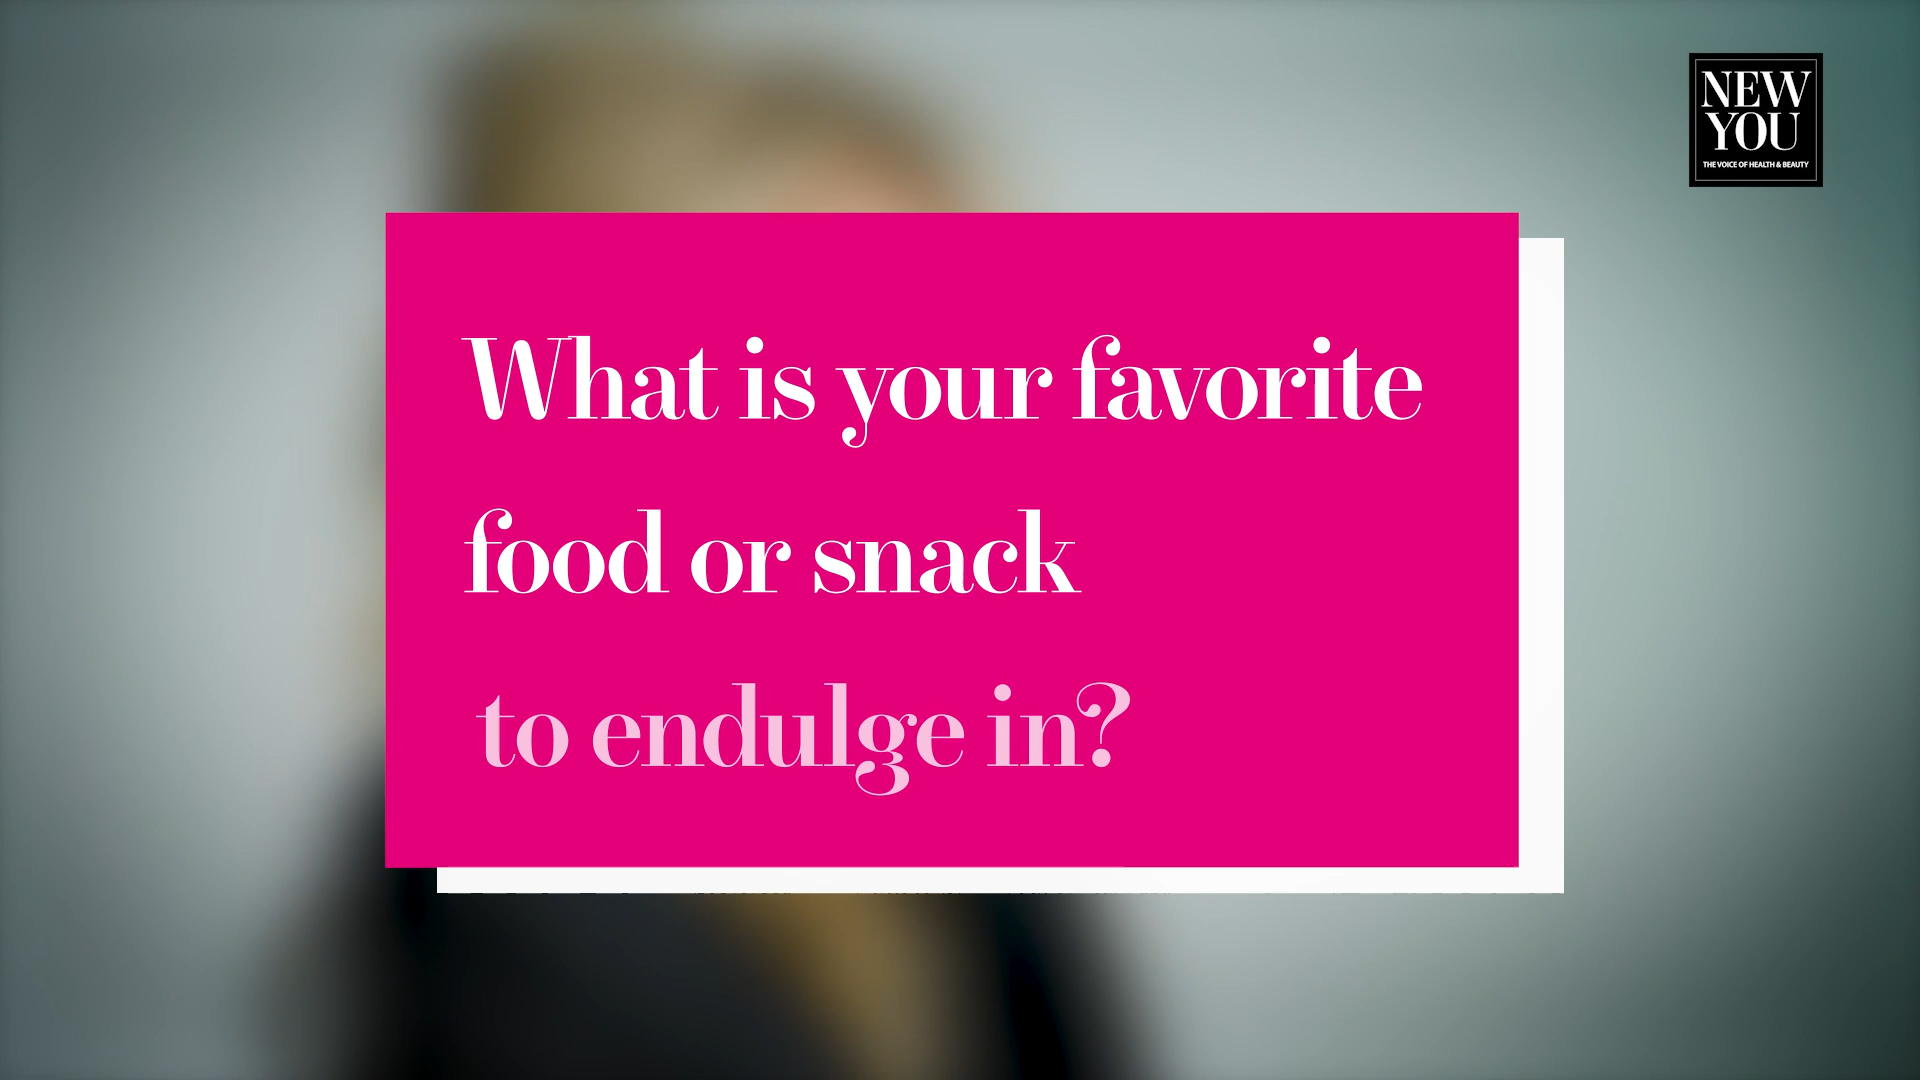 NEW
YOU
THE VOICE OF HEALTH & BEAUTY
What is your favorite
food or snack
to endulge in?